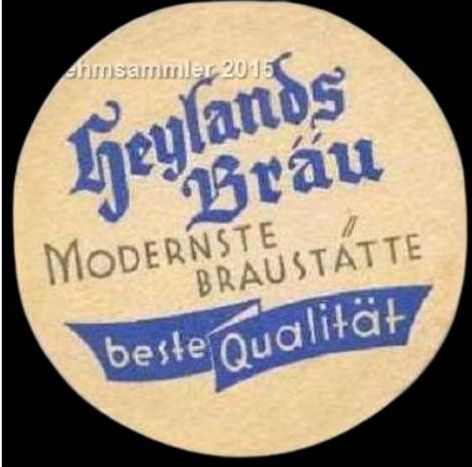 ehmsammler 2015
Heylands
Bräu
MODERNSTE
BRAUSTÄTTE
beste Qualität